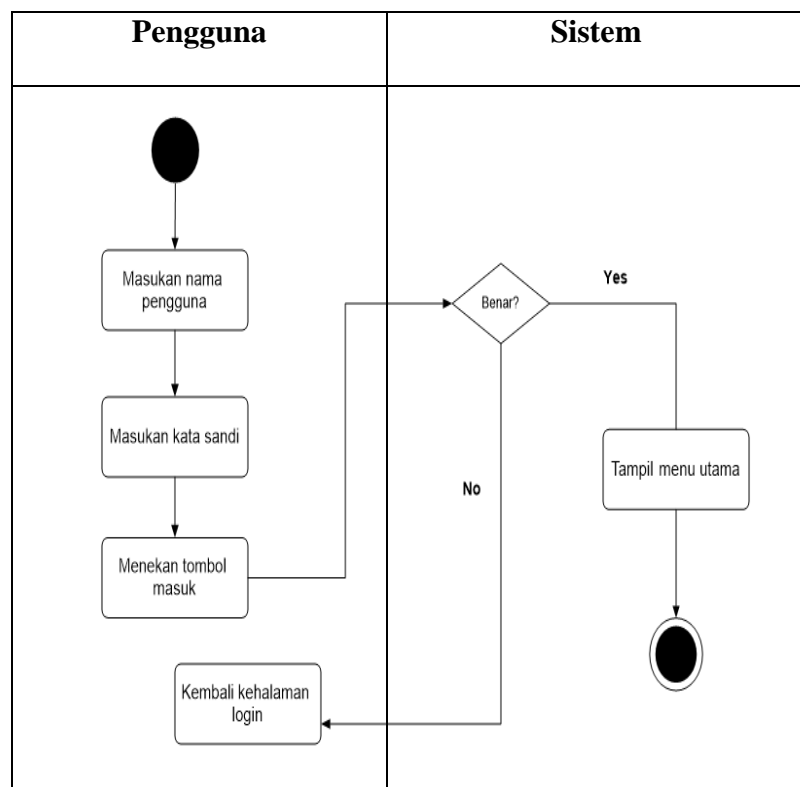 Pengguna
Sistem
Masukan nama
pengguna
Masukan kata sandi
Menekan tombol
masuk
Kembali kehalaman
login
Benar?
Yes
No
Tampil menu utama